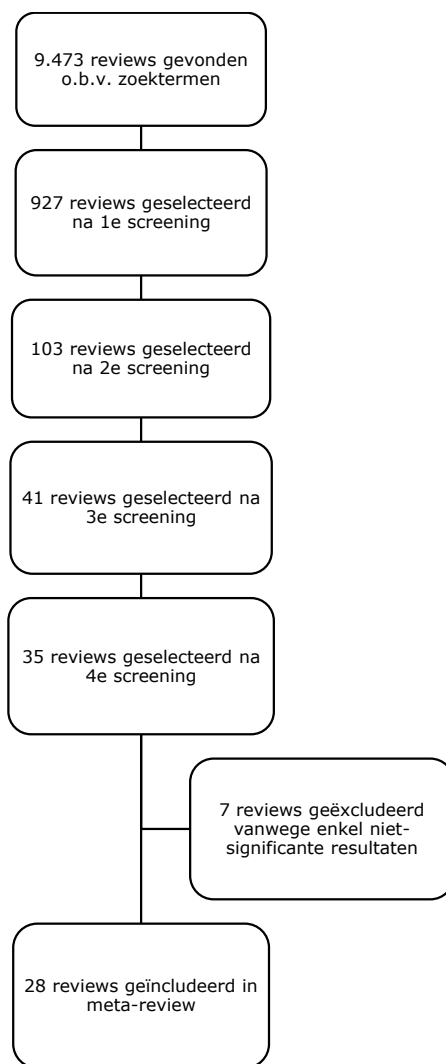 9.473 reviews gevonden
o.b.v. zoektermen
927 reviews geselecteerd
na 1e screening
103 reviews geselecteerd
na 2e screening
41 reviews geselecteerd na
3e screening
35 reviews geselecteerd na
4e screening
7 reviews geëxcludeerd
vanwege enkel niet-
significante resultaten
28 reviews geïncludeerd in
meta-review